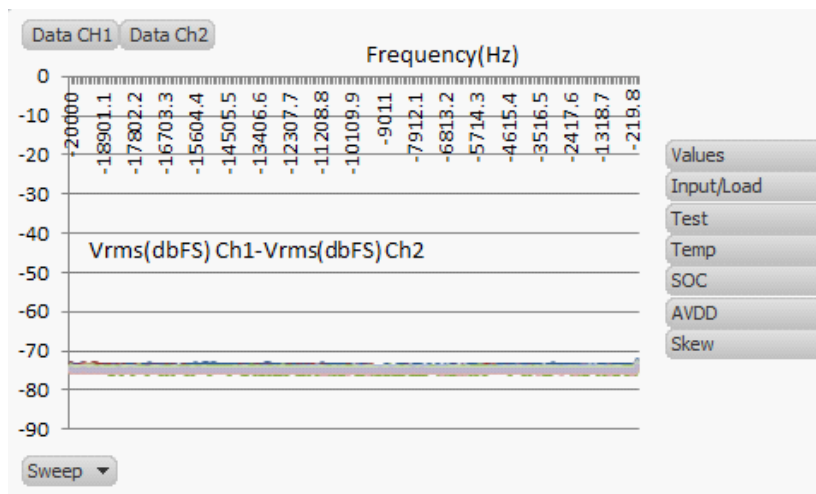 Data CH1 Data Ch2
Frequency(Hz)
0
-10
-20
-30
-40
-50
-60
-70
-80
-90
-20000
-18901.1
-17802.2
-16703.3
-15604.4
-14505.5
-13406.6
-12307.7
-11208.8
-10109.9
-9011
-7912.1
-6813.2
-5714.3
-4615.4
-3516.5
-2417.6
-1318.7
-219.8
Vrms(dbFS) Ch1-Vrms(dbFS) Ch2
Values
Input/Load
Test
Temp
SOC
AVDD
Skew
Sweep